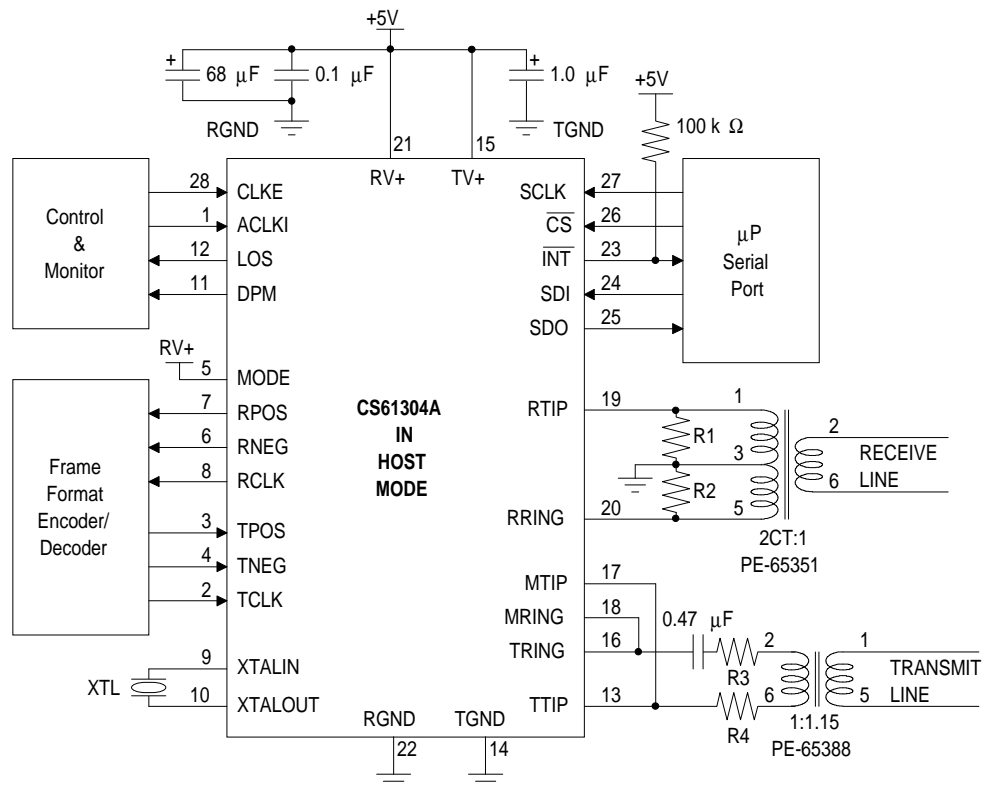 +5V
+
68 μF
0.1 μF
+
1.0 μF
+5V
RGND
TGND
100 k Ω
21
15
RV+
TV+
Control
&
Monitor
28
CLKE
1
ACLKI
12
LOS
11
DPM
SCLK
27
CS
26
INT
23
SDI
24
SDO
25
μP
Serial
Port
RV+
5
MODE
7
RPOS
6
RNEG
8
RCLK
3
TPOS
4
TNEG
2
TCLK
Frame
Format
Encoder/
Decoder
CS61304A
IN
HOST
MODE
RTIP
19
R1
R2
RRING
20
1
3
5
2
6
RECEIVE
LINE
2CT:1
PE-65351
MTIP
17
MRING
18
TRING
16
0.47 μF
R3
2
1
TRANSMIT
LINE
TTIP
13
R4
6
5
1:1.15
PE-65388
9
XTALIN
XTL
10
XTALOUT
RGND
TGND
22
14